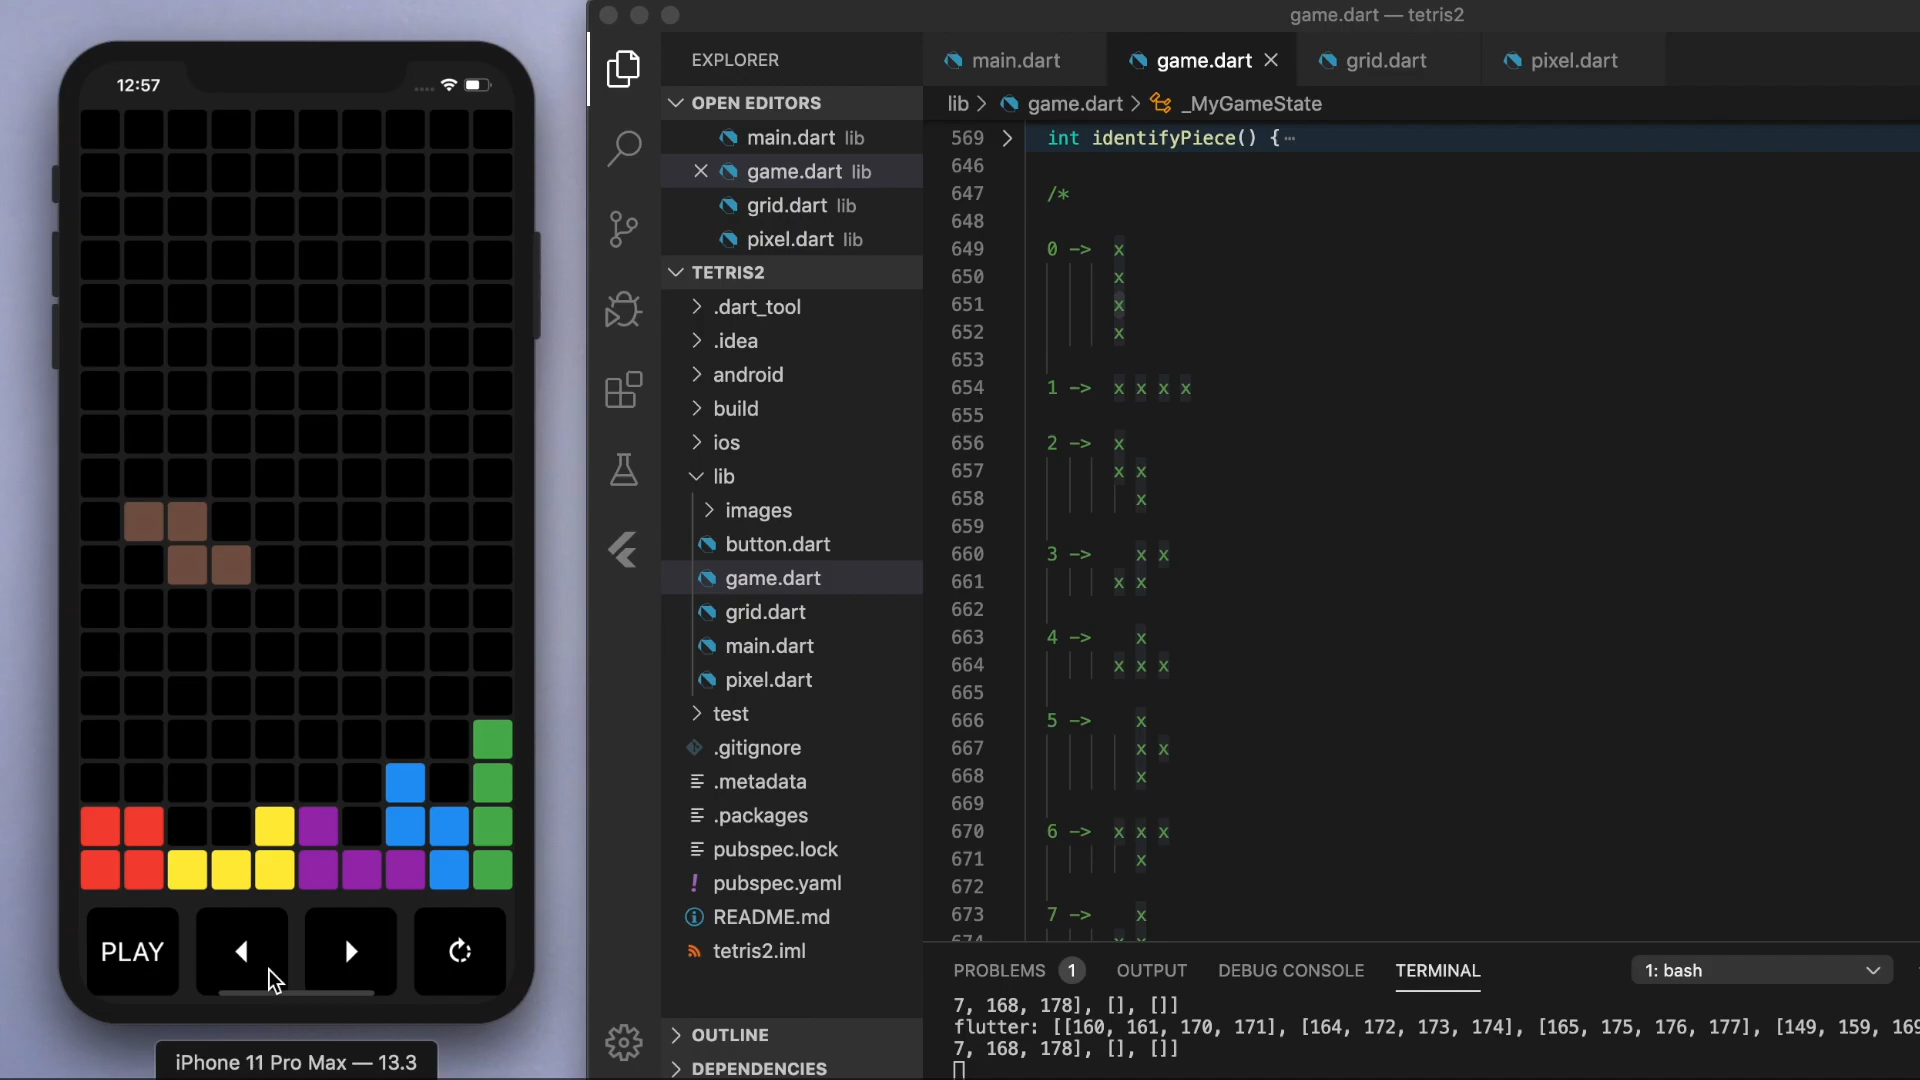 12:57
PLAY
iPhone 11 Pro Max — 13.3
game.dart — tetris2
EXPLORER
OPEN EDITORS
main.dart lib
game.dart lib
grid.dart lib
pixel.dart lib
TETRIS2
.dart_tool
.idea
android
build
ios
lib
images
button.dart
game.dart
grid.dart
main.dart
pixel.dart
test
.gitignore
.metadata
.packages
pubspec.lock
pubspec.yaml
README.md
tetris2.iml
OUTLINE
DEPENDENCIES
main.dart game.dart grid.dart pixel.dart
lib > game.dart > _MyGameState
569 int identifyPiece() {…
646
647 /*
648
649 0 -> x
650 x
651 x
652 x
653
654 1 -> x x x x
655
656 2 -> x
657 x x
658 x
659
660 3 -> x x
661 x x
662
663 4 -> x
664 x x x
665
666 5 -> x
667 x x
668 x
669
670 6 -> x x x
671 x
672
673 7 -> x
674 x x
PROBLEMS 1 OUTPUT DEBUG CONSOLE TERMINAL 1: bash
7, 168, 178], [], []]
flutter: [[160, 161, 170, 171], [164, 172, 173, 174], [165, 175, 176, 177], [149, 159, 169
7, 168, 178], [], []]